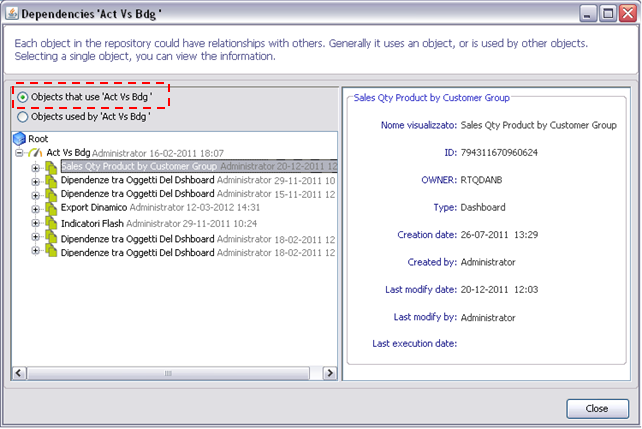 Dependencies 'Act Vs Bdg '
Each object in the repository could have relationships with others. Generally it uses an object, or is used by other objects.
Selecting a single object, you can view the information.
Objects that use 'Act Vs Bdg '
Objects used by 'Act Vs Bdg '
Root
Act Vs Bdg Administrator 16-02-2011 18:07
Sales Qty Product by Customer Group Administrator 20-12-2011 12
Dipendenze tra Oggetti Del Dshboard Administrator 29-11-2011 10
Dipendenze tra Oggetti Del Dshboard Administrator 15-11-2011 12
Export Dinamico Administrator 12-03-2012 14:31
Indicatori Flash Administrator 29-11-2011 10:24
Dipendenze tra Oggetti Del Dshboard Administrator 18-02-2011 12
Dipendenze tra Oggetti Del Dshboard Administrator 18-02-2011 12
Sales Qty Product by Customer Group
Nome visualizzato: Sales Qty Product by Customer Group
ID: 794311670960624
OWNER: RTQDANB
Type: Dashboard
Creation date: 26-07-2011 13:29
Created by: Administrator
Last modify date: 20-12-2011 12:03
Last modify by: Administrator
Last execution date:
Close